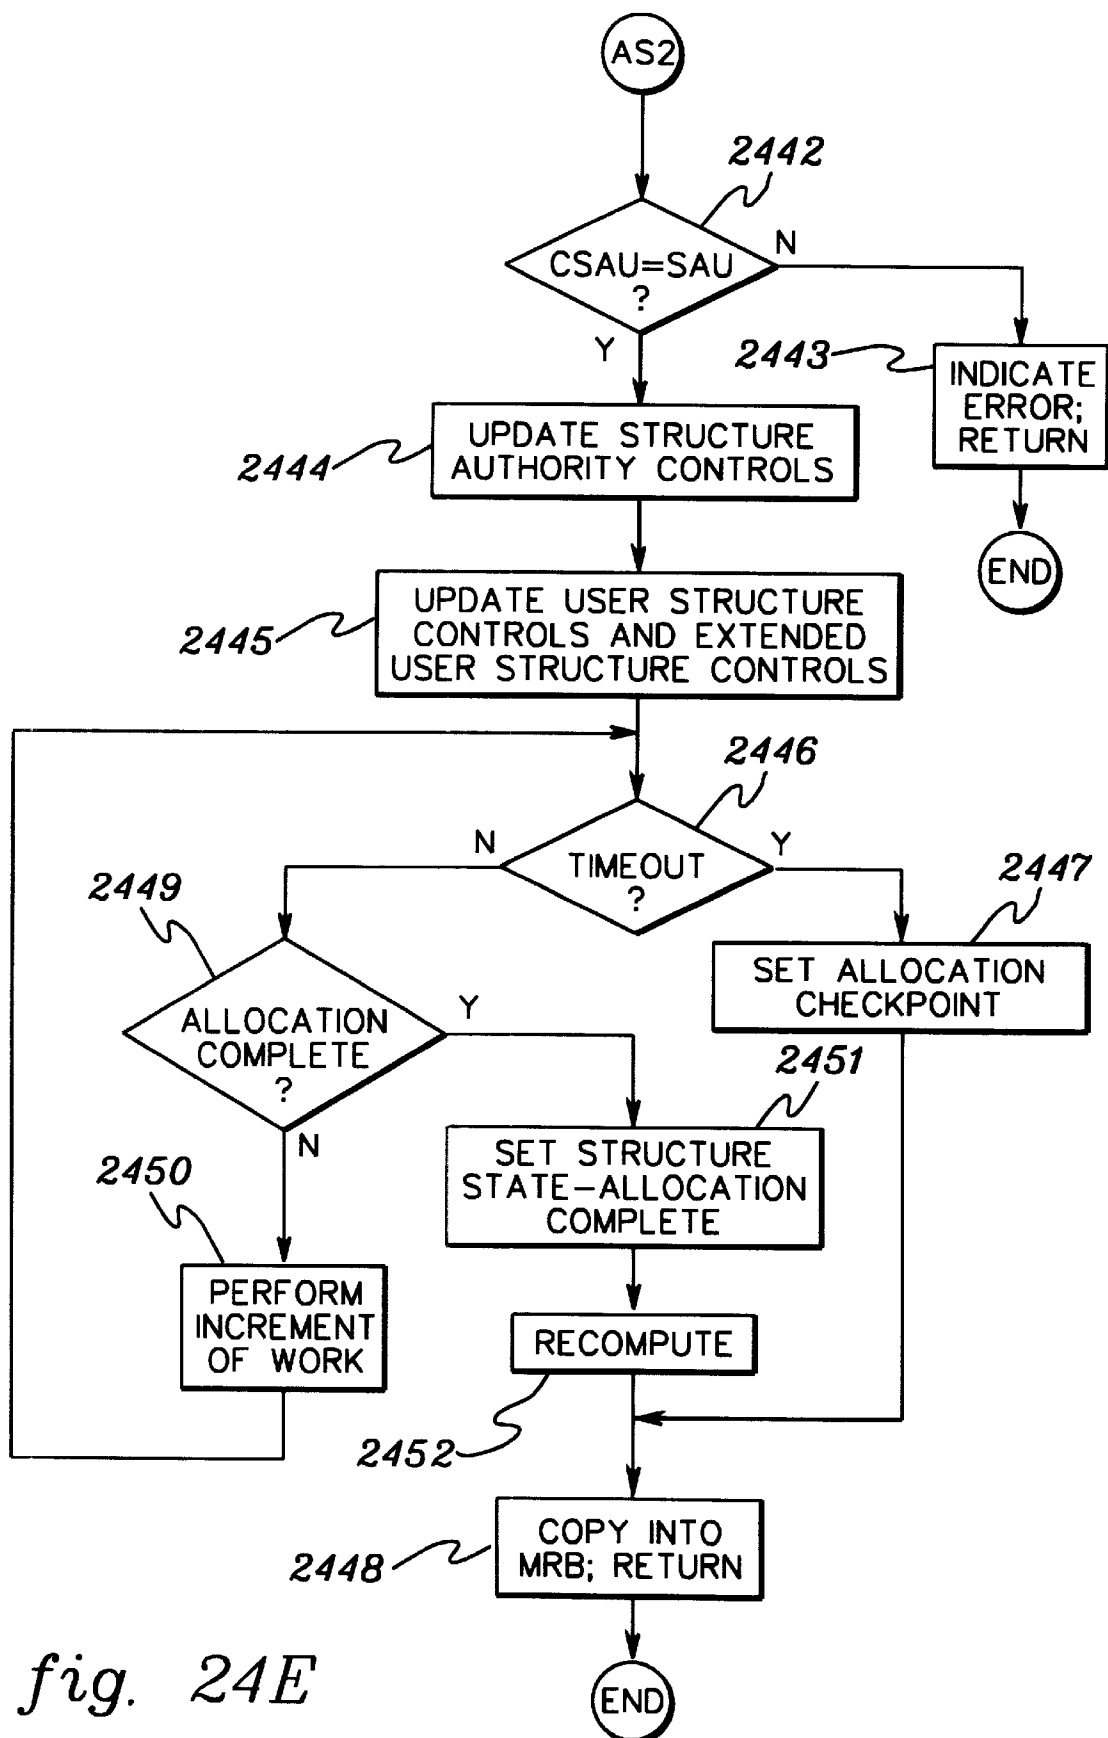 AS2
2442
CSAU=SAU
?
N
Y
2443
INDICATE
ERROR;
RETURN
END
2444
UPDATE STRUCTURE
AUTHORITY CONTROLS
2445
UPDATE USER STRUCTURE
CONTROLS AND EXTENDED
USER STRUCTURE CONTROLS
2446
TIMEOUT
?
N
Y
2447
SET ALLOCATION
CHECKPOINT
2449
ALLOCATION
COMPLETE
?
Y
N
2451
SET STRUCTURE
STATE-ALLOCATION
COMPLETE
2450
PERFORM
INCREMENT
OF WORK
RECOMPUTE
2452
COPY INTO
MRB; RETURN
2448
END
fig. 24E